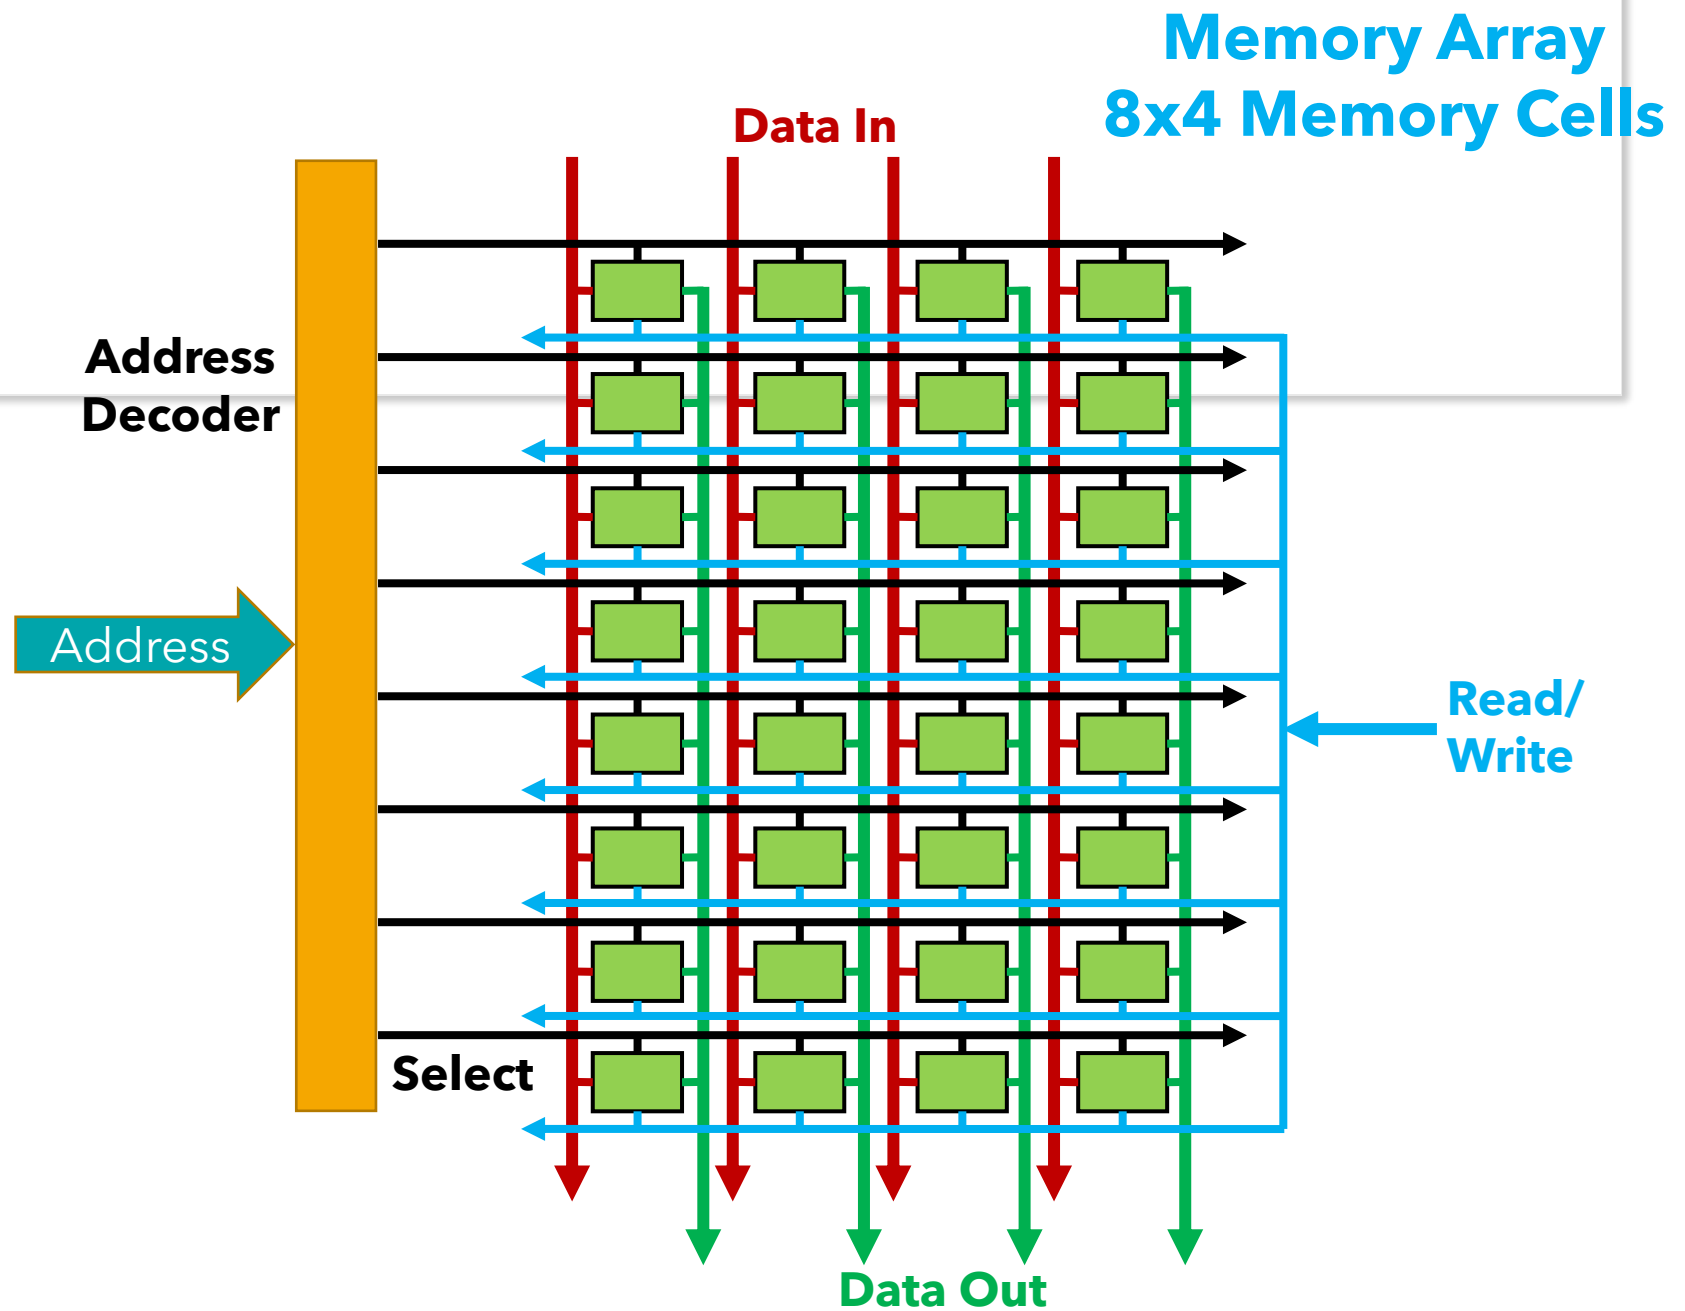 Memory Array
8x4 Memory Cells
Data In
Address
Decoder
Address
Read/
Write
Select
Data Out